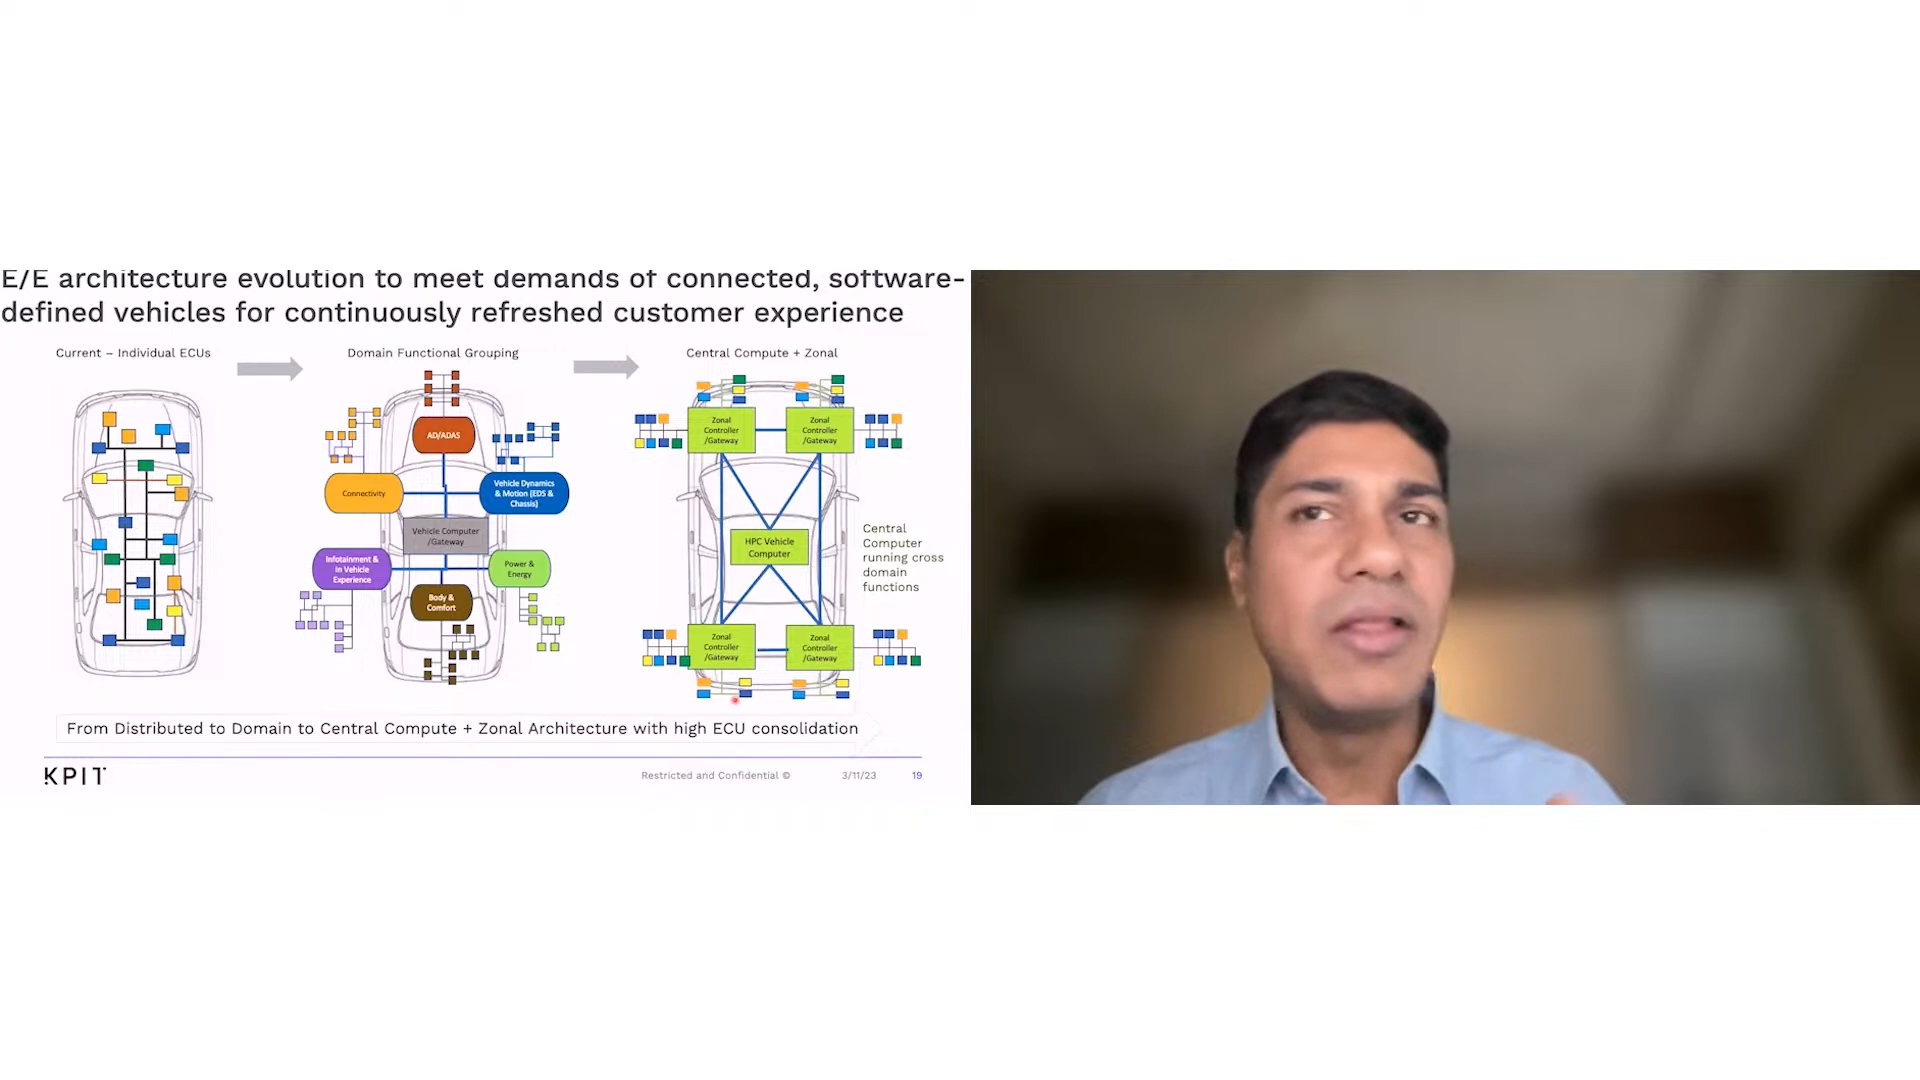 E/E architecture evolution to meet demands of connected, software-
defined vehicles for continuously refreshed customer experience
Current – Individual ECUs
Domain Functional Grouping
Central Compute + Zonal
AD/ADAS
Connectivity
Vehicle Dynamics
& Motion (EDS &
Chassis)
Vehicle Computer
/Gateway
Infotainment &
In Vehicle
Experience
Power &
Energy
Body &
Comfort
Zonal
Controller
/Gateway
Zonal
Controller
/Gateway
HPC Vehicle
Computer
Central
Computer
running cross
domain
functions
Zonal
Controller
/Gateway
Zonal
Controller
/Gateway
From Distributed to Domain to Central Compute + Zonal Architecture with high ECU consolidation
KPIT
Restricted and Confidential ©
3/11/23
19